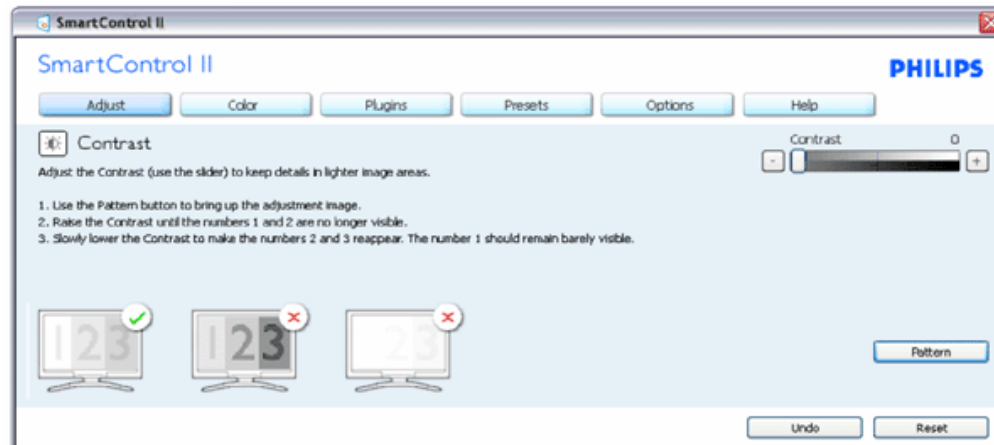 SmartControl II
SmartControl II
PHILIPS
Adjust Color Plugins Presets Options Help
Contrast
Contrast 0
- +
Adjust the Contrast (use the slider) to keep details in lighter image areas.
1. Use the Pattern button to bring up the adjustment image.
2. Raise the Contrast until the numbers 1 and 2 are no longer visible.
3. Slowly lower the Contrast to make the numbers 2 and 3 reappear. The number 1 should remain barely visible.
123 123 23
Pattern
Undo Reset